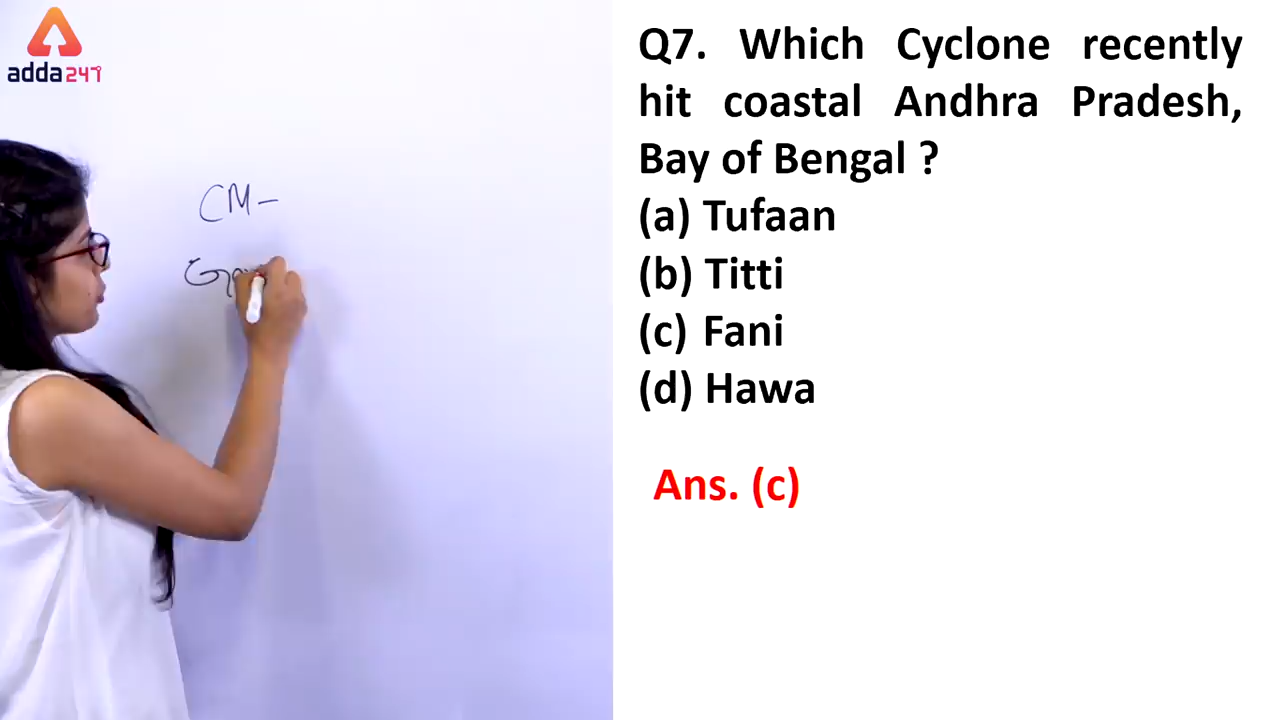 adda247
CM-
Q7. Which Cyclone recently
hit coastal Andhra Pradesh,
Bay of Bengal ?
(a) Tufaan
(b) Titti
(c) Fani
(d) Hawa
Ans. (c)